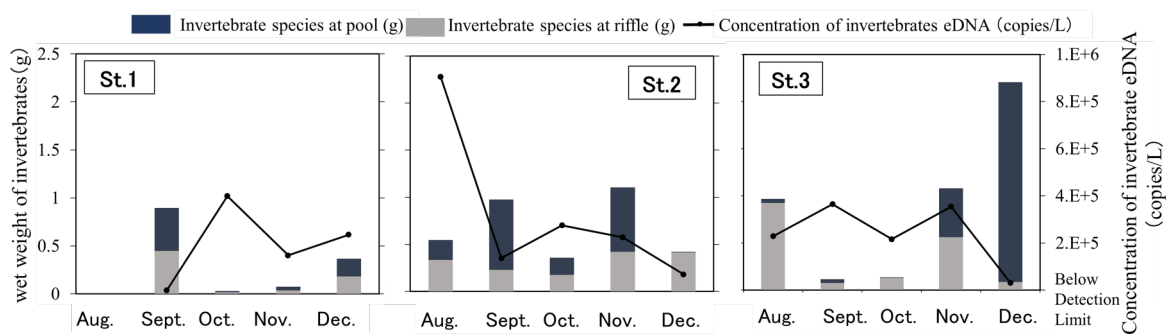 Invertebrate species at pool (g) Invertebrate species at riffle (g) Concentration of invertebrates eDNA (copies/L)
wet weight of invertebrates (g)
2.5
2
1.5
1
0.5
0
St.1
Aug. Sept. Oct. Nov. Dec.
St.2
Aug. Sept. Oct. Nov. Dec.
St.3
Aug. Sept. Oct. Nov. Dec.
1.E+6
8.E+5
6.E+5
4.E+5
2.E+5
Below
Detection
Limit
Concentration of invertebrate eDNA
(copies/L)